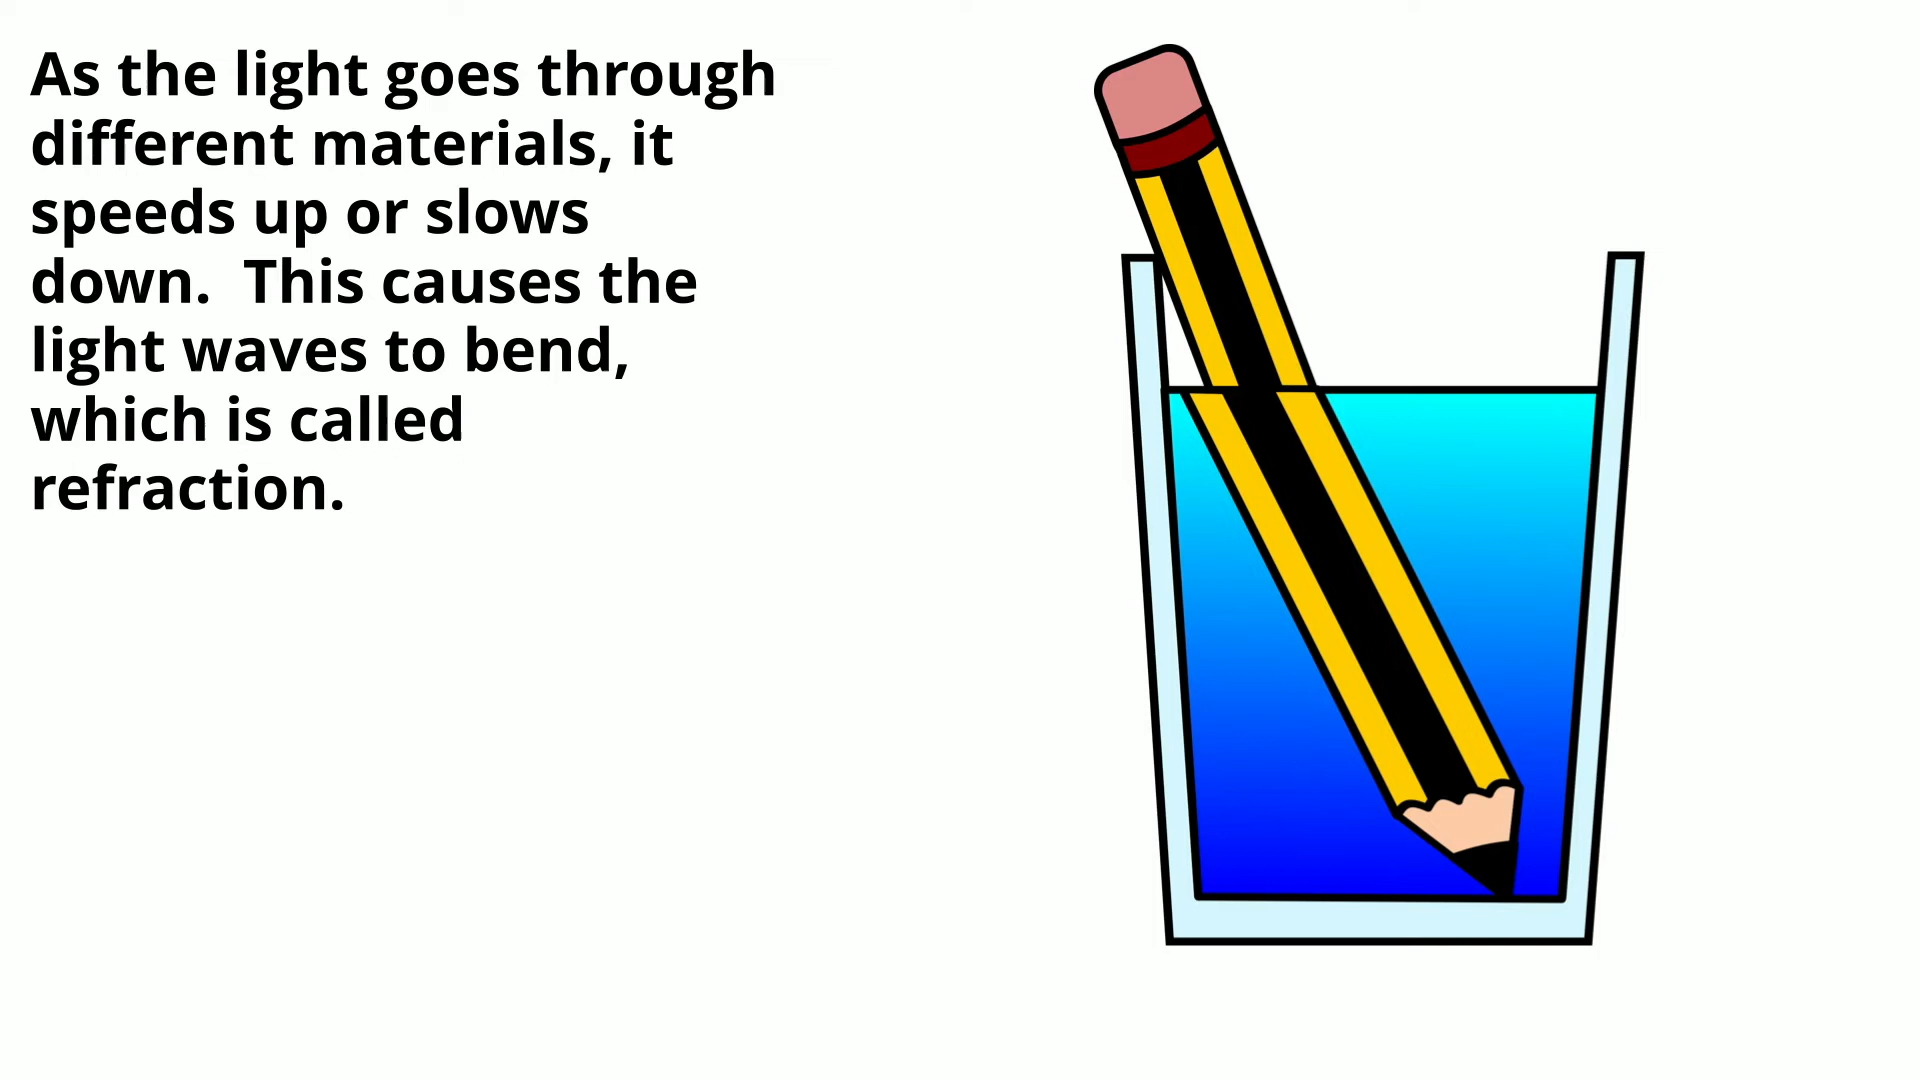 As the light goes through
different materials, it
speeds up or slows
down.  This causes the
light waves to bend,
which is called
refraction.